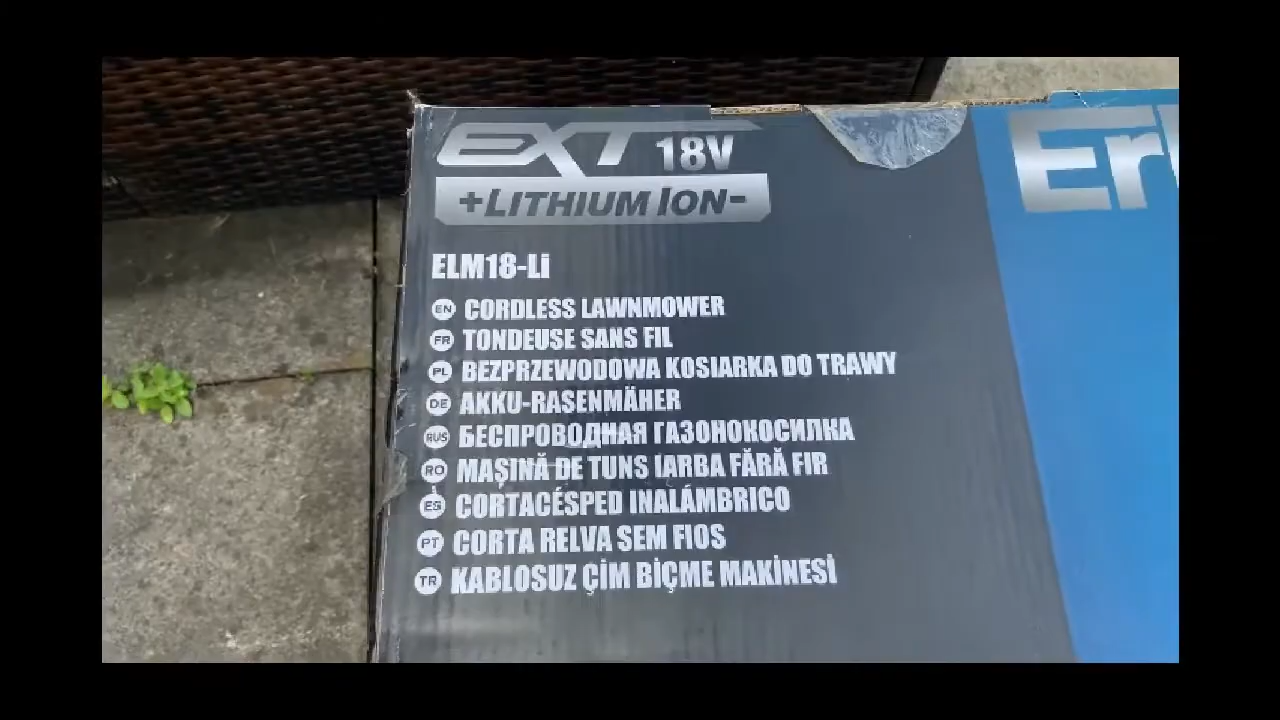 EXT 18V
+LITHIUM ION-
ELM18-Li
EN CORDLESS LAWNMOWER
FR TONDEUSE SANS FIL
PL BEZPRZEWODOWA KOSIARKA DO TRAWY
DE AKKU-RASENMÄHER
RUS БЕСПРОВОДНАЯ ГАЗОНОКОСИЛКА
RO MAȘINĂ DE TUNS IARBA FĂRĂ FIR
ES CORTACÉSPED INALÁMBRICO
PT CORTA RELVA SEM FIOS
TR KABLOSUZ ÇİM BİÇME MAKİNESİ